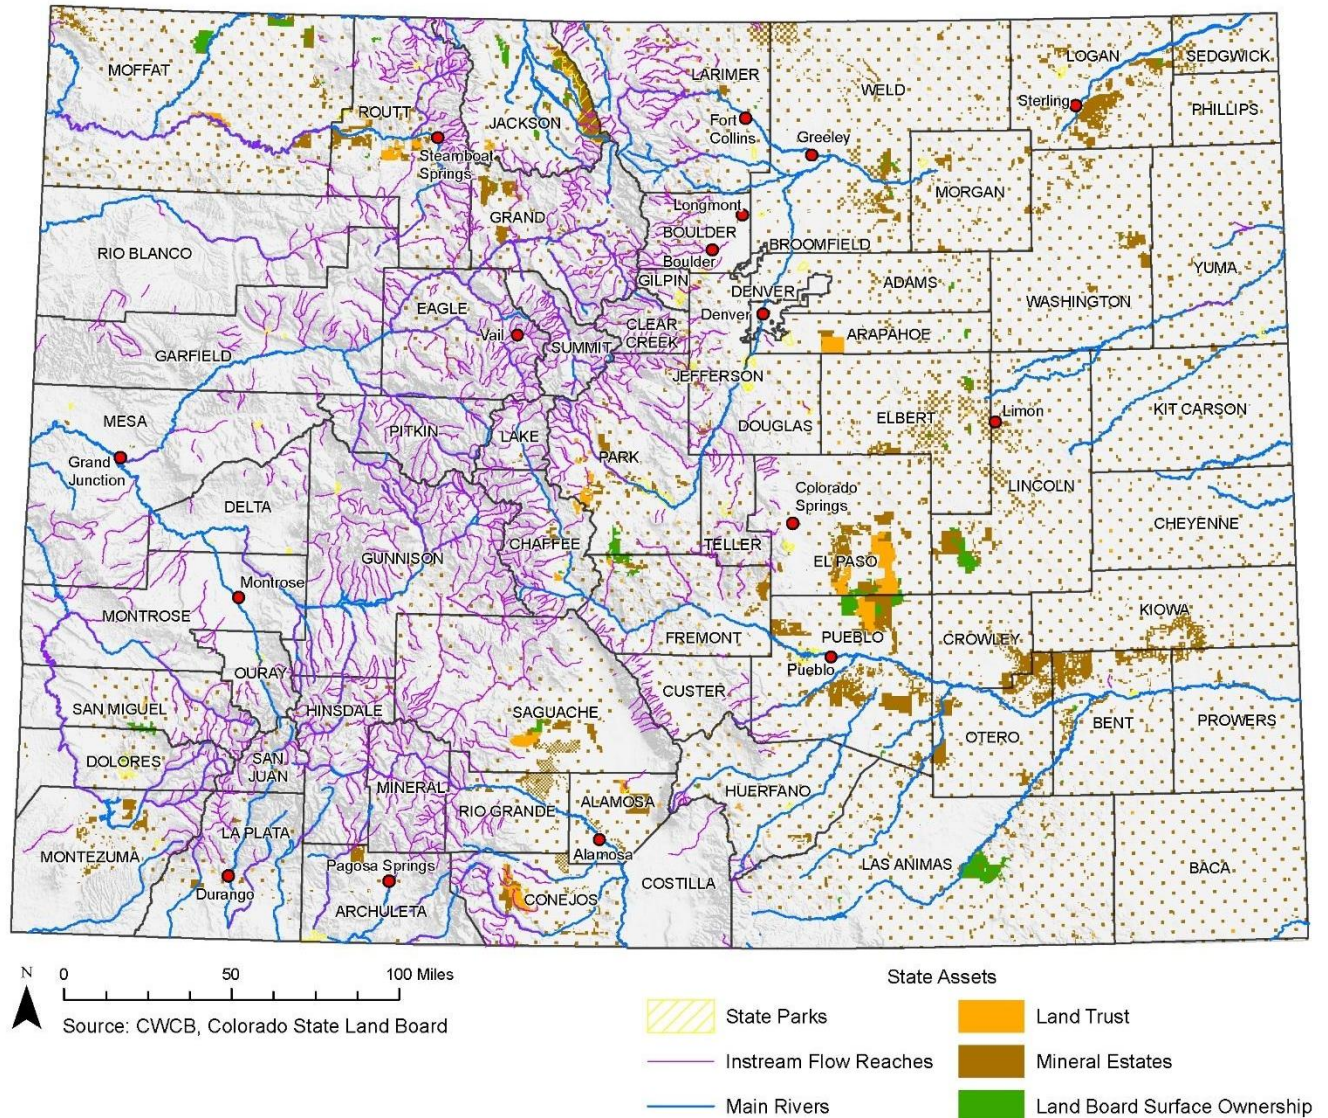 MOFFAT
ROUTT
JACKSON
LARIMER
WELD
LOGAN
SEDGWICK
PHILLIPS
Sterling
Fort
Collins
Greeley
Steamboat
Springs
MORGAN
GRAND
Longmont
BOULDER
Boulder
BROOMFIELD
RIO BLANCO
GILPIN
YUMA
WASHINGTON
ADAMS
DENVER
Denver
EAGLE
Vail
CLEAR
CREEK
SUMMIT
ARAPAHOE
GARFIELD
JEFFERSON
MESA
PITKIN
LAKE
DOUGLAS
ELBERT
Limon
KIT CARSON
Grand
Junction
PARK
DELTA
Colorado
Springs
LINCOLN
CHEYENNE
GUNNISON
CHAFFEE
TELLER
EL PASO
Montrose
MONTROSE
FREMONT
PUEBLO
Pueblo
CROWLEY
KIOWA
OURAY
CUSTER
SAN MIGUEL
HINSDALE
SAGUACHE
OTERO
BENT
PROWERS
DOLORES
SAN
JUAN
MINERAL
RIO GRANDE
ALAMOSA
Alamosa
HUERFANO
LA PLATA
MONTEZUMA
Pagosa Springs
LAS ANIMAS
BACA
Durango
ARCHULETA
CONEJOS
COSTILLA
N
0 50 100 Miles
Source: CWCB, Colorado State Land Board
State Assets
State Parks
Land Trust
Instream Flow Reaches
Mineral Estates
Main Rivers
Land Board Surface Ownership